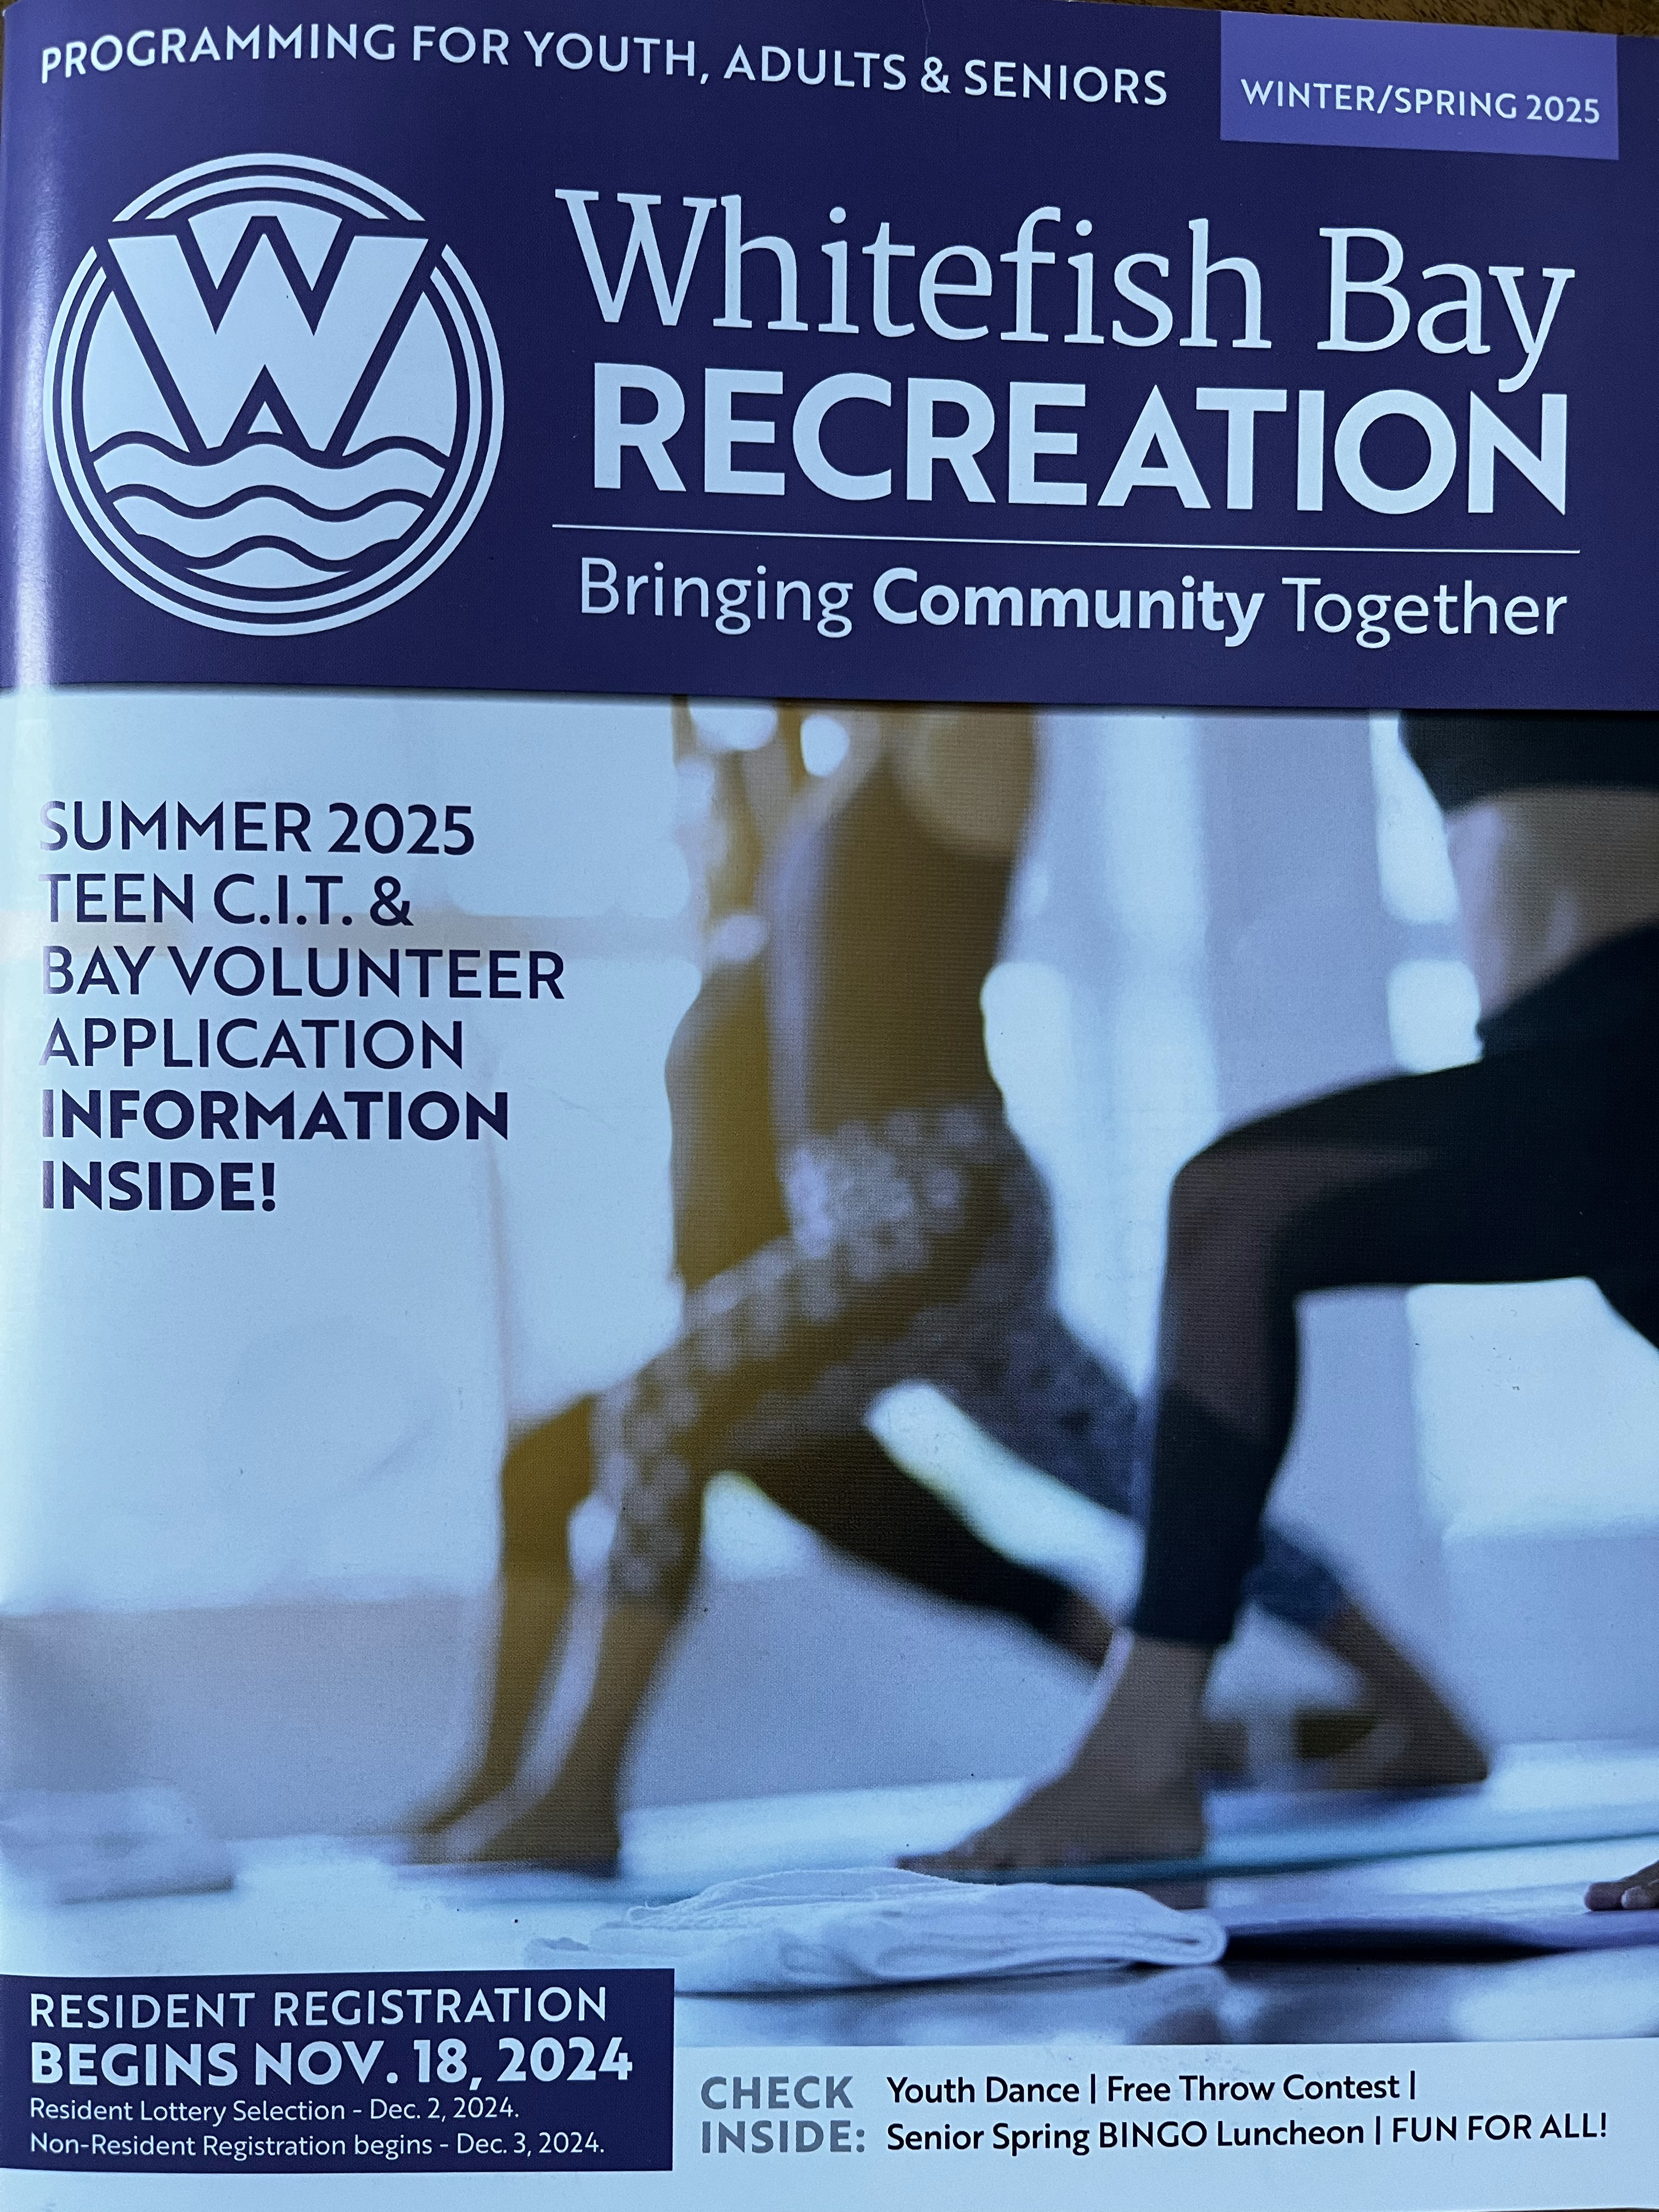 PROGRAMMING FOR YOUTH, ADULTS & SENIORS
WINTER/SPRING 2025
W
Whitefish Bay
RECREATION
Bringing Community Together
SUMMER 2025
TEEN C.I.T. &
BAY VOLUNTEER
APPLICATION
INFORMATION
INSIDE!
RESIDENT REGISTRATION
BEGINS NOV. 18, 2024
Resident Lottery Selection - Dec. 2, 2024.
Non-Resident Registration begins - Dec. 3, 2024.
CHECK
INSIDE:
Youth Dance | Free Throw Contest |
Senior Spring BINGO Luncheon | FUN FOR ALL!